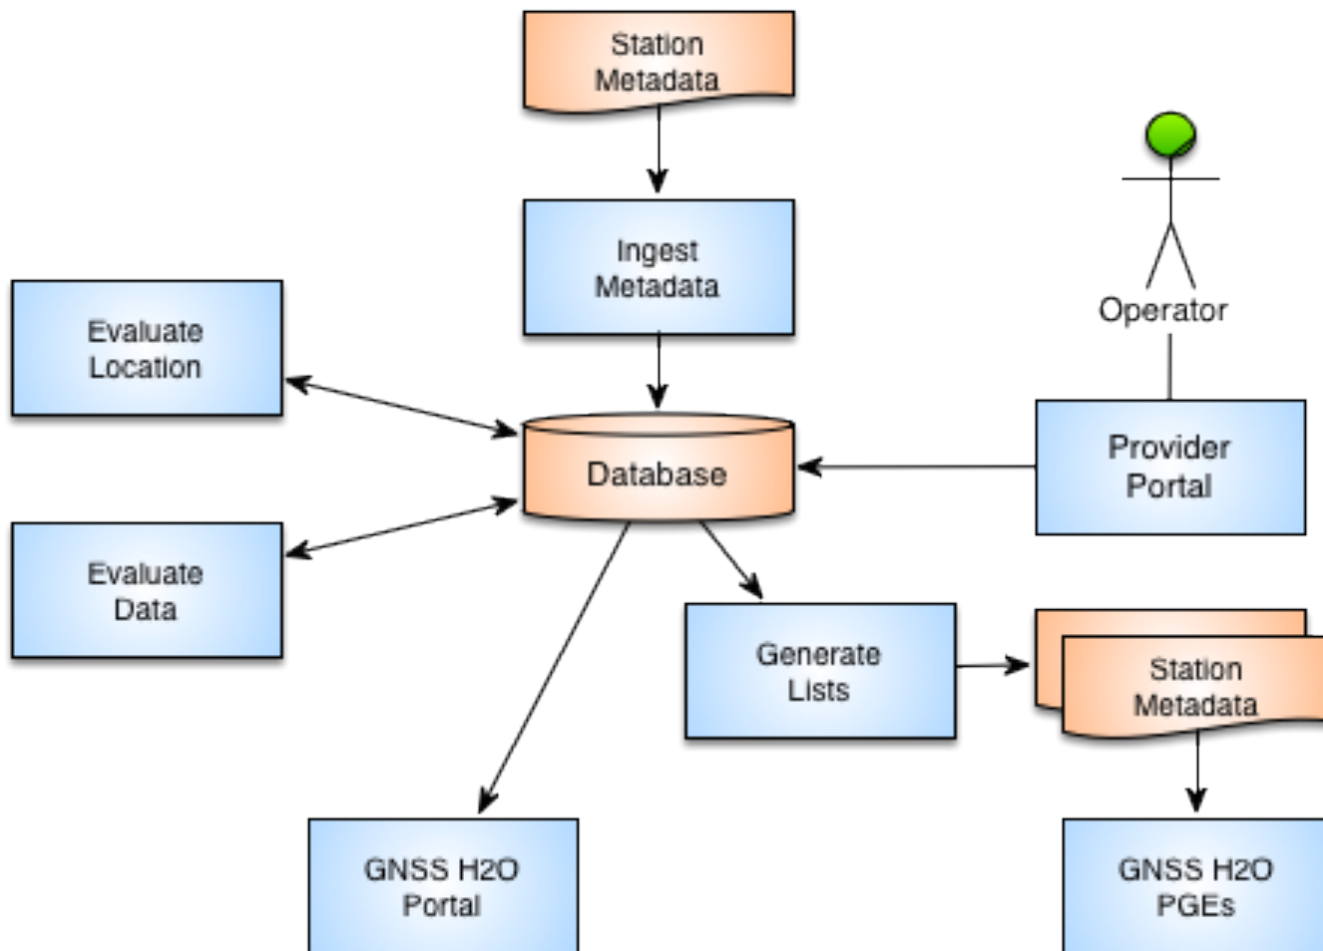 Station
Metadata
Ingest
Metadata
Operator
Evaluate
Location
Provider
Portal
Database
Evaluate
Data
Generate
Lists
Station
Metadata
GNSS H2O
Portal
GNSS H2O
PGEs